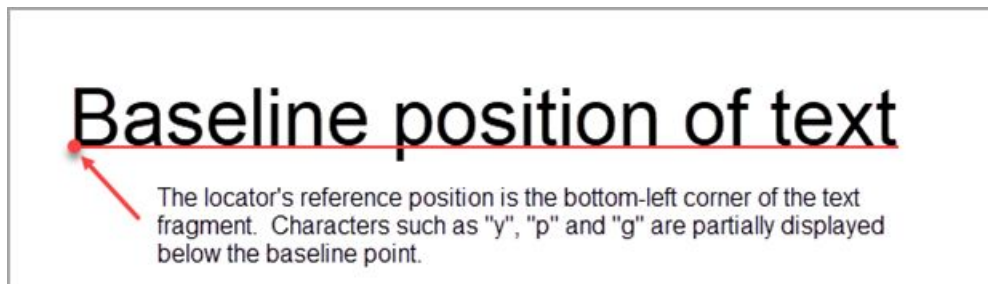 Baseline position of text
The locator's reference position is the bottom-left corner of the text
fragment.  Characters such as "y", "p" and "g" are partially displayed
below the baseline point.